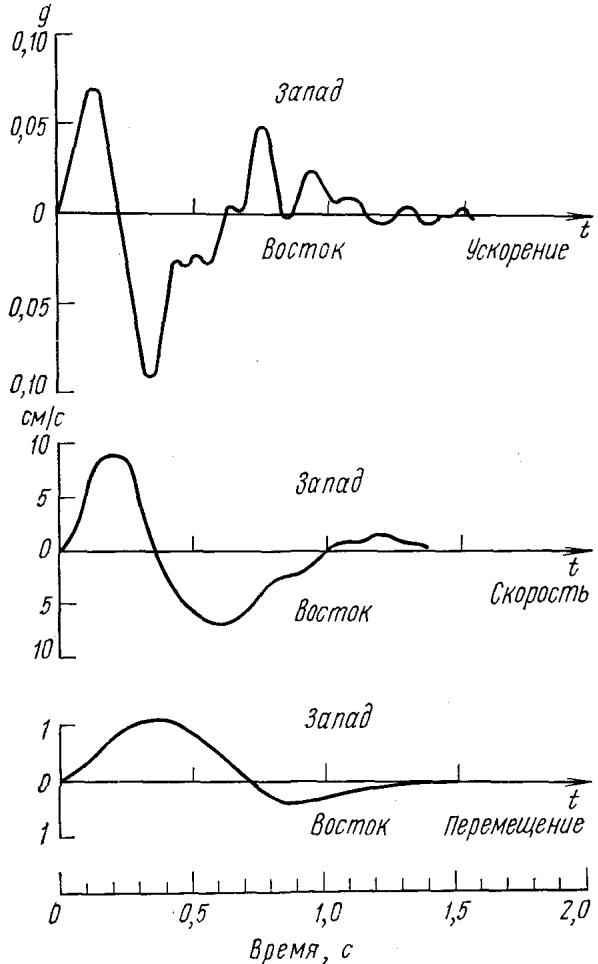 g
0,10
Запад
0,05
0
t
Восток
Ускорение
0,05
0,10
см/с
10
Запад
5
0
t
Скорость
5
Восток
10
Запад
1
0
t
Восток
Перемещение
1
0 0,5 1,0 1,5 2,0
Время, с